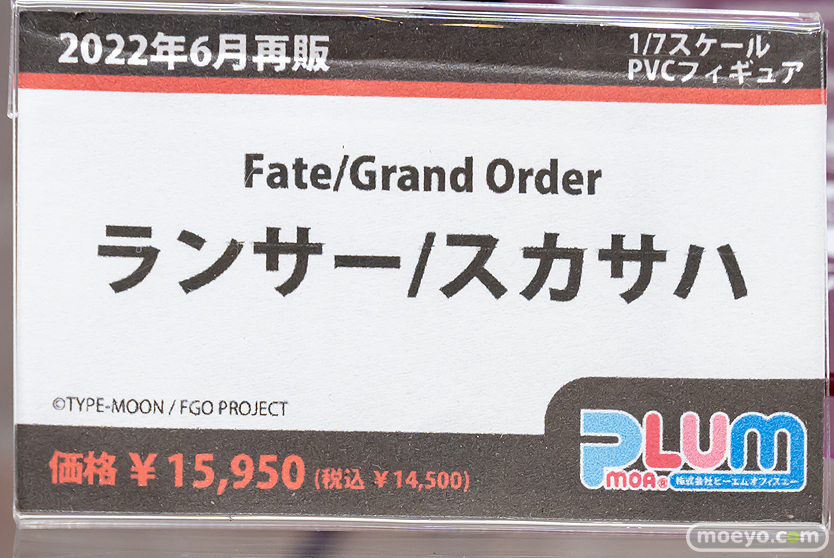 2022年6月再販
1/7スケール
PVCフィギュア
Fate/Grand Order
ランサー/スカサハ
©TYPE-MOON / FGO PROJECT
価格 ¥15,950 (税込 ¥14,500)
PLUM
MOA®
株式会社ピーエムオフィスエー
moeyo.com